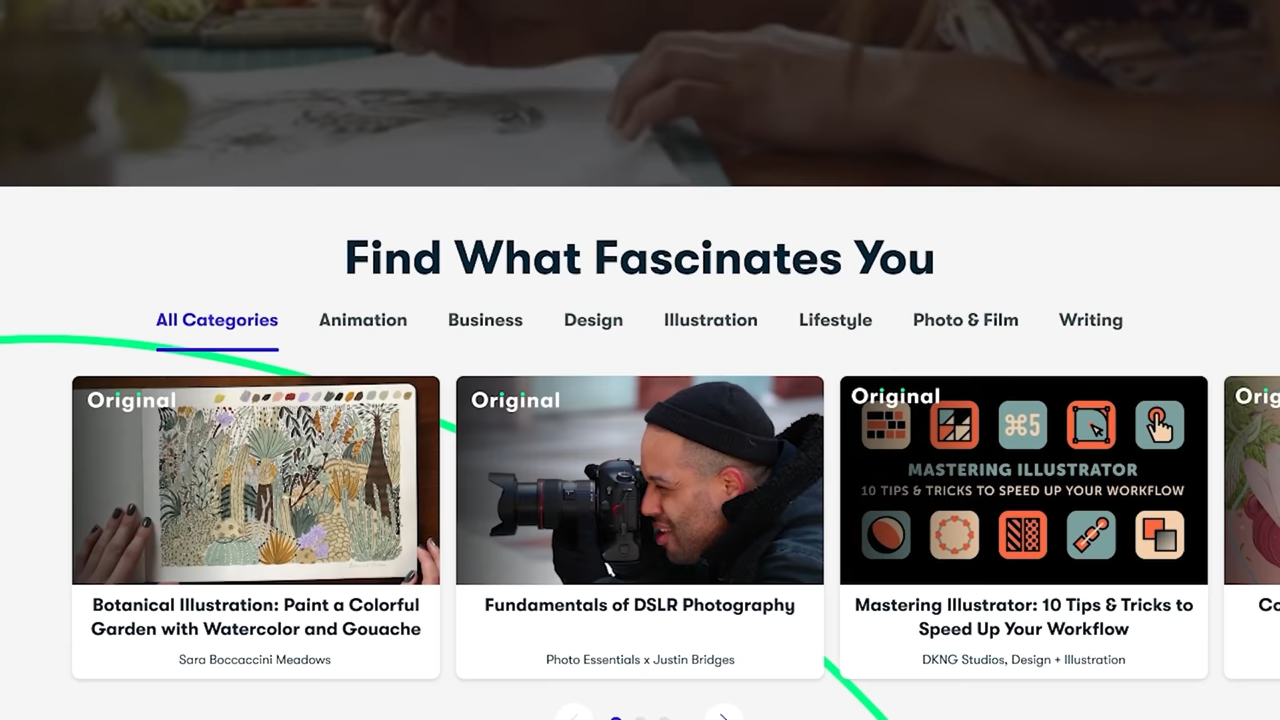 Find What Fascinates You
All Categories Animation Business Design Illustration Lifestyle Photo & Film Writing
Original
Botanical Illustration: Paint a Colorful
Garden with Watercolor and Gouache
Sara Boccaccini Meadows
Original
Fundamentals of DSLR Photography
Photo Essentials x Justin Bridges
Original
⌘5
MASTERING ILLUSTRATOR
10 TIPS & TRICKS TO SPEED UP YOUR WORKFLOW
Mastering Illustrator: 10 Tips & Tricks to
Speed Up Your Workflow
DKNG Studios, Design + Illustration
Orig
Co